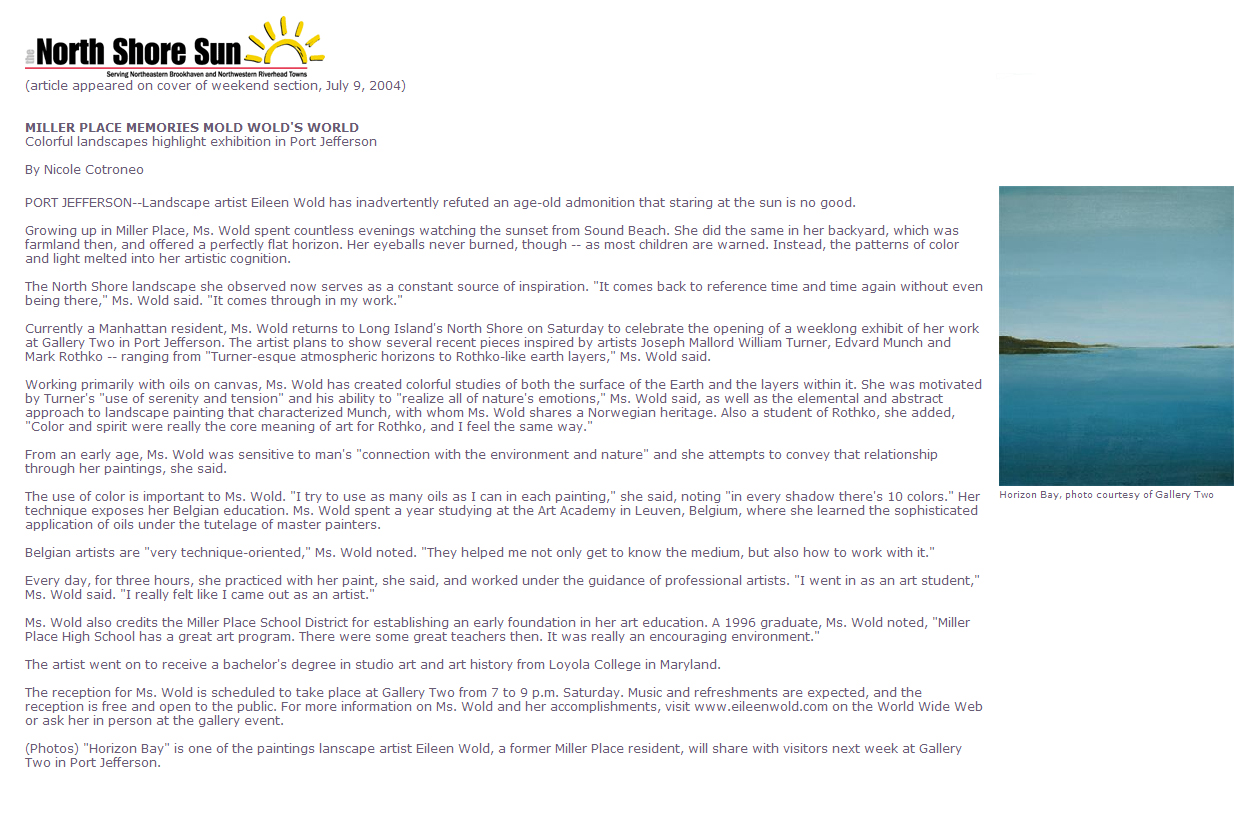 the North Shore Sun
Serving Northeastern Brookhaven and Northwestern Riverhead Towns
(article appeared on cover of weekend section, July 9, 2004)
MILLER PLACE MEMORIES MOLD WOLD'S WORLD
Colorful landscapes highlight exhibition in Port Jefferson
By Nicole Cotroneo
PORT JEFFERSON--Landscape artist Eileen Wold has inadvertently refuted an age-old admonition that staring at the sun is no good.
Growing up in Miller Place, Ms. Wold spent countless evenings watching the sunset from Sound Beach. She did the same in her backyard, which was
farmland then, and offered a perfectly flat horizon. Her eyeballs never burned, though -- as most children are warned. Instead, the patterns of color
and light melted into her artistic cognition.
The North Shore landscape she observed now serves as a constant source of inspiration. "It comes back to reference time and time again without even
being there," Ms. Wold said. "It comes through in my work."
Currently a Manhattan resident, Ms. Wold returns to Long Island's North Shore on Saturday to celebrate the opening of a weeklong exhibit of her work
at Gallery Two in Port Jefferson. The artist plans to show several recent pieces inspired by artists Joseph Mallord William Turner, Edvard Munch and
Mark Rothko -- ranging from "Turner-esque atmospheric horizons to Rothko-like earth layers," Ms. Wold said.
Working primarily with oils on canvas, Ms. Wold has created colorful studies of both the surface of the Earth and the layers within it. She was motivated
by Turner's "use of serenity and tension" and his ability to "realize all of nature's emotions," Ms. Wold said, as well as the elemental and abstract
approach to landscape painting that characterized Munch, with whom Ms. Wold shares a Norwegian heritage. Also a student of Rothko, she added,
"Color and spirit were really the core meaning of art for Rothko, and I feel the same way."
From an early age, Ms. Wold was sensitive to man's "connection with the environment and nature" and she attempts to convey that relationship
through her paintings, she said.
The use of color is important to Ms. Wold. "I try to use as many oils as I can in each painting," she said, noting "in every shadow there's 10 colors." Her
technique exposes her Belgian education. Ms. Wold spent a year studying at the Art Academy in Leuven, Belgium, where she learned the sophisticated
application of oils under the tutelage of master painters.
Belgian artists are "very technique-oriented," Ms. Wold noted. "They helped me not only get to know the medium, but also how to work with it."
Every day, for three hours, she practiced with her paint, she said, and worked under the guidance of professional artists. "I went in as an art student,"
Ms. Wold said. "I really felt like I came out as an artist."
Ms. Wold also credits the Miller Place School District for establishing an early foundation in her art education. A 1996 graduate, Ms. Wold noted, "Miller
Place High School has a great art program. There were some great teachers then. It was really an encouraging environment."
The artist went on to receive a bachelor's degree in studio art and art history from Loyola College in Maryland.
The reception for Ms. Wold is scheduled to take place at Gallery Two from 7 to 9 p.m. Saturday. Music and refreshments are expected, and the
reception is free and open to the public. For more information on Ms. Wold and her accomplishments, visit www.eileenwold.com on the World Wide Web
or ask her in person at the gallery event.
(Photos) "Horizon Bay" is one of the paintings lanscape artist Eileen Wold, a former Miller Place resident, will share with visitors next week at Gallery
Two in Port Jefferson.
Horizon Bay, photo courtesy of Gallery Two